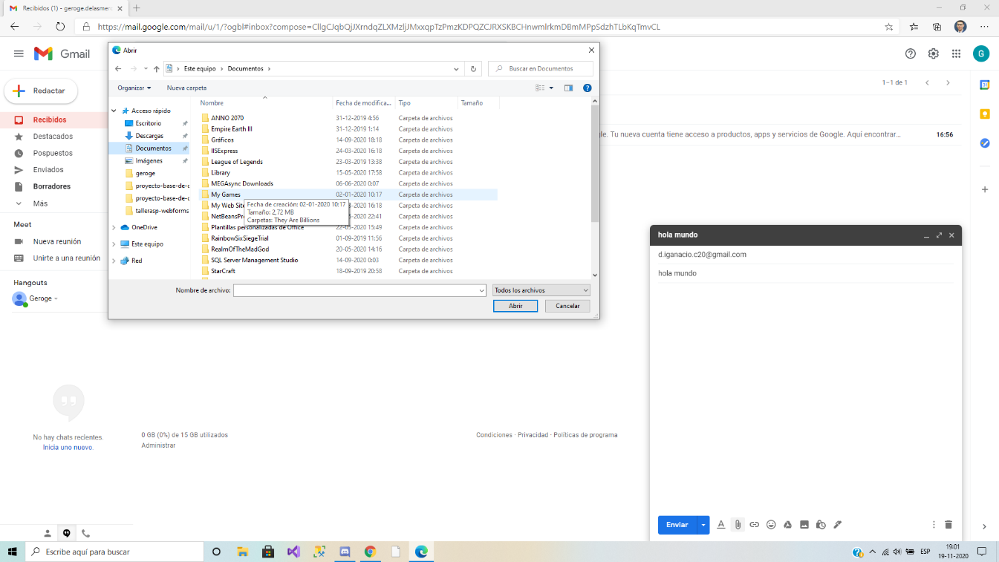 Recibidos (1) - geroge.delasmer
https://mail.google.com/mail/u/1/?ogbl#inbox?compose=CllgCJqbQjJXrndqZLXMzljJMxxqpTzPmzKDPQZCJRXSKBCHnwmlrkmDBmMPpSdzhTLbKqTmvCL
Gmail
G
Redactar
Recibidos
Destacados
Pospuestos
Enviados
Borradores
Más
Meet
Nueva reunión
Unirte a una reunión
Hangouts
Geroge
No hay chats recientes.
Inicia uno nuevo.
Abrir
Este equipo > Documentos >
Buscar en Documentos
Organizar
Nueva carpeta
Acceso rápido
Escritorio
Descargas
Documentos
Imágenes
geroge
proyecto-base-de-c
proyecto-base-de-c
tallerasp-webforms
OneDrive
Este equipo
Red
Nombre Fecha de modifica... Tipo Tamaño
ANNO 2070 31-12-2019 4:56 Carpeta de archivos
Empire Earth III 31-12-2019 1:14 Carpeta de archivos
Gráficos 14-09-2020 18:18 Carpeta de archivos
IISExpress 24-03-2020 16:18 Carpeta de archivos
League of Legends 23-03-2019 13:38 Carpeta de archivos
Library 15-05-2020 17:58 Carpeta de archivos
MEGAsync Downloads 06-06-2020 0:07 Carpeta de archivos
My Games 02-01-2020 10:17 Carpeta de archivos
My Web Site 16:18 Carpeta de archivos
NetBeansPr 22:41 Carpeta de archivos
Plantillas personalizadas de Office 22-05-2020 15:49 Carpeta de archivos
RainbowSixSiegeTrial 01-09-2019 11:56 Carpeta de archivos
RealmOfTheMadGod 20-05-2020 14:16 Carpeta de archivos
SQL Server Management Studio 14-09-2020 0:03 Carpeta de archivos
StarCraft 18-09-2019 20:58 Carpeta de archivos
Fecha de creación: 02-01-2020 10:17
Tamaño: 2,72 MB
Carpetas: They Are Billions
Nombre de archivo:
Todos los archivos
Abrir
Cancelar
1–1 de 1
gle. Tu nueva cuenta tiene acceso a productos, apps y servicios de Google. Aquí encontrar... 16:56
0 GB (0%) de 15 GB utilizados
Administrar
Condiciones · Privacidad · Políticas de programa
hola mundo
d.iganacio.c20@gmail.com
hola mundo
Enviar
Escribe aquí para buscar
ESP
19:01
19-11-2020